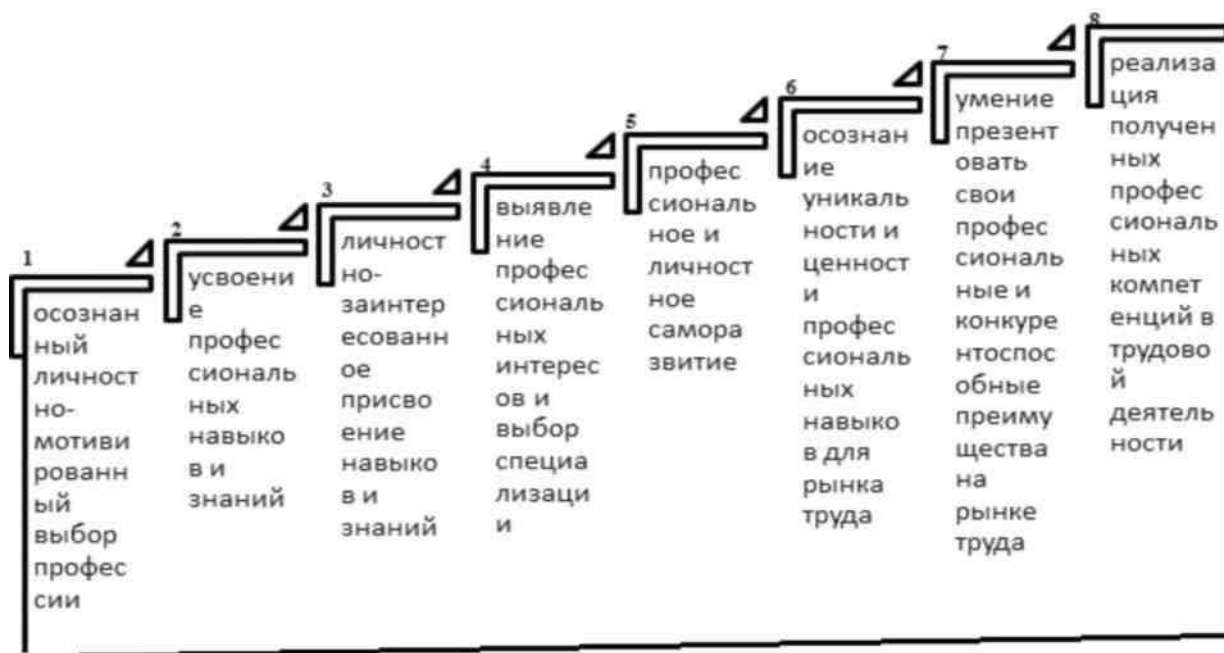 1
осознан
ный
личност
но-
мотиви
рованн
ый
выбор
профес
сии
2
усвоени
е
профес
сиональ
ных
навыко
в и
знаний
3
личност
но-
заинтер
есованн
ое
присво
ение
навыко
в и
знаний
4
выявле
ние
профес
сиональ
ных
интерес
ов и
выбор
специа
лизаци
и
5
профес
сиональ
ное и
личност
ное
самора
звитие
6
осознан
ие
уникаль
ности и
ценност
и
профес
сиональ
ных
навыко
в для
рынка
труда
7
умение
презент
овать
свои
профес
сиональ
ные и
конкуре
нтоспос
обные
преиму
щества
на
рынке
труда
8
реализа
ция
получен
ных
профес
сиональ
ных
компет
енций в
трудово
й
деятель
ности